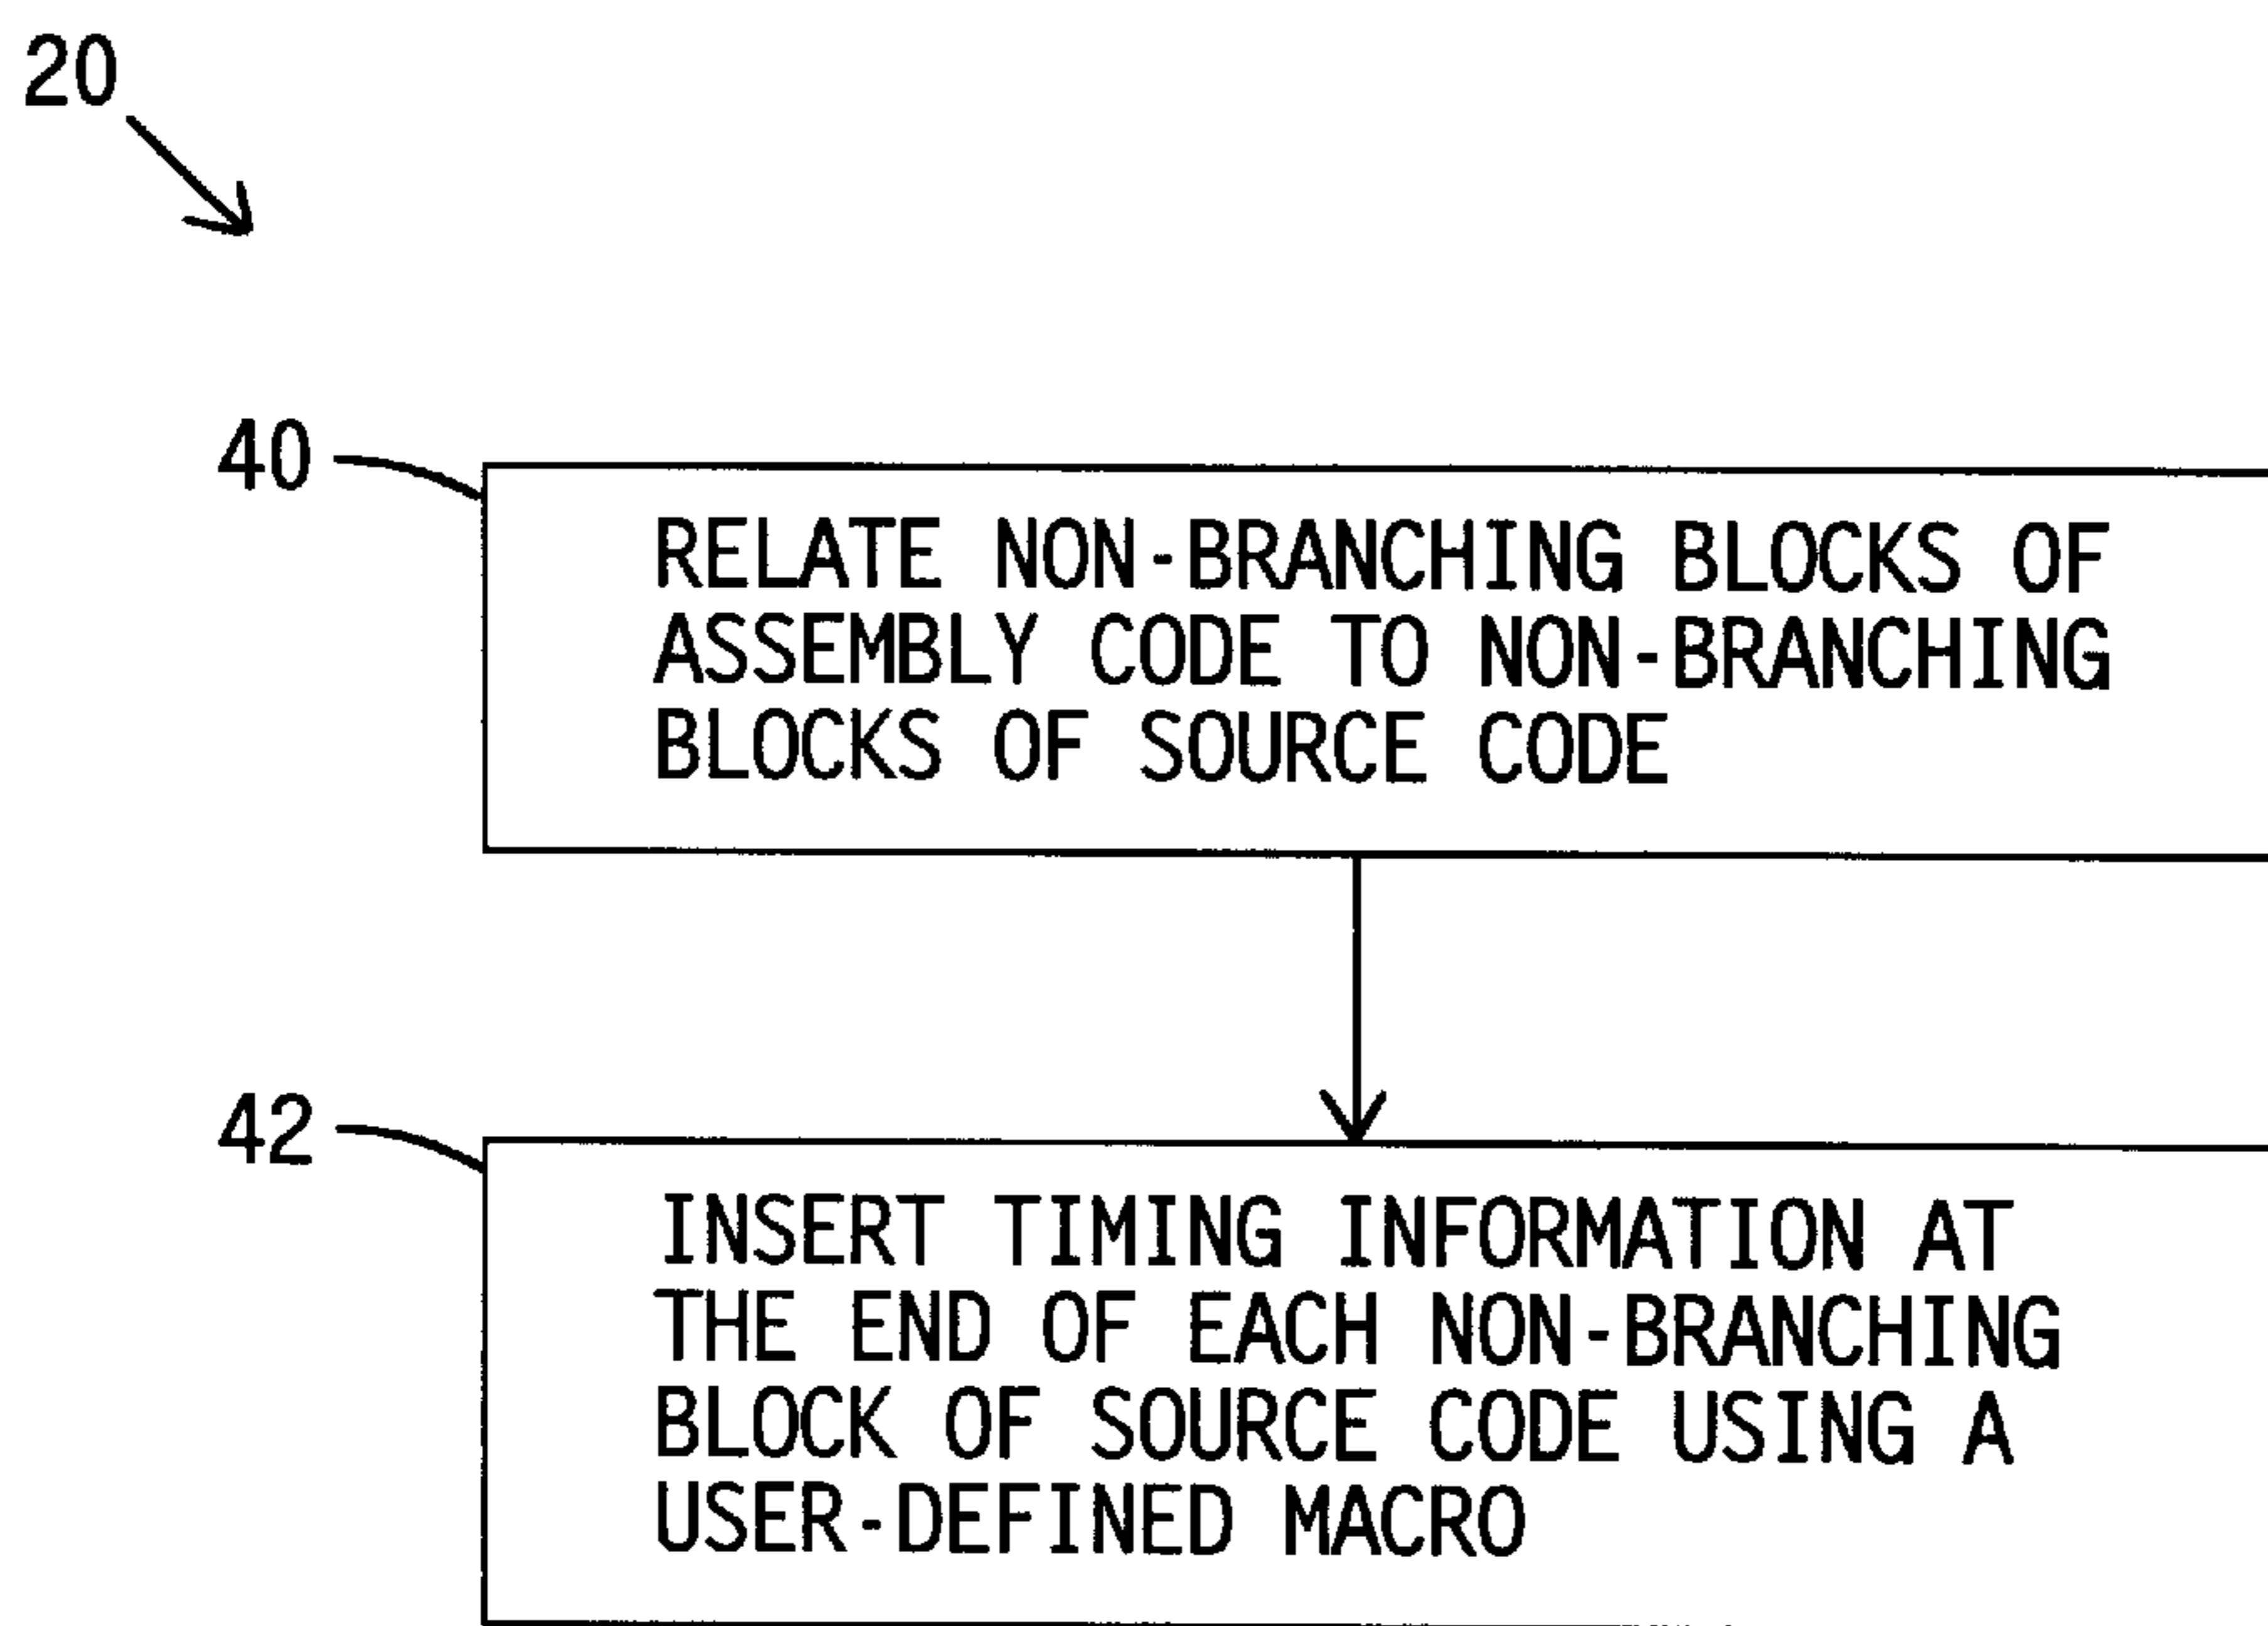 20
40
RELATE NON-BRANCHING BLOCKS OF
ASSEMBLY CODE TO NON-BRANCHING
BLOCKS OF SOURCE CODE
42
INSERT TIMING INFORMATION AT
THE END OF EACH NON-BRANCHING
BLOCK OF SOURCE CODE USING A
USER-DEFINED MACRO